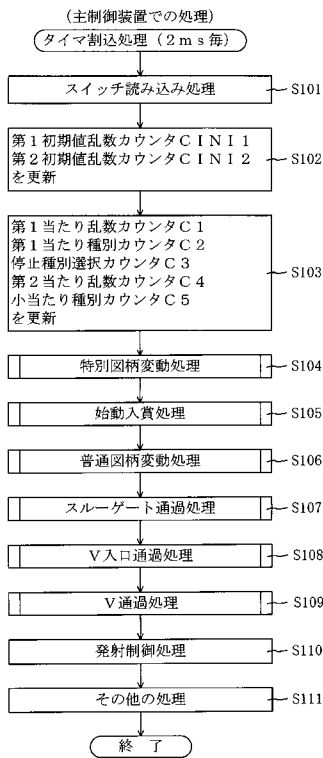 (主制御装置での処理)
タイマ割込処理(2ms毎)
スイッチ読み込み処理 S101
第1初期値乱数カウンタCINI1
第2初期値乱数カウンタCINI2
を更新 S102
第1当たり乱数カウンタC1
第1当たり種別カウンタC2
停止種別選択カウンタC3
第2当たり乱数カウンタC4
小当たり種別カウンタC5
を更新 S103
特別図柄変動処理 S104
始動入賞処理 S105
普通図柄変動処理 S106
スルーゲート通過処理 S107
V入口通過処理 S108
V通過処理 S109
発射制御処理 S110
その他の処理 S111
終了